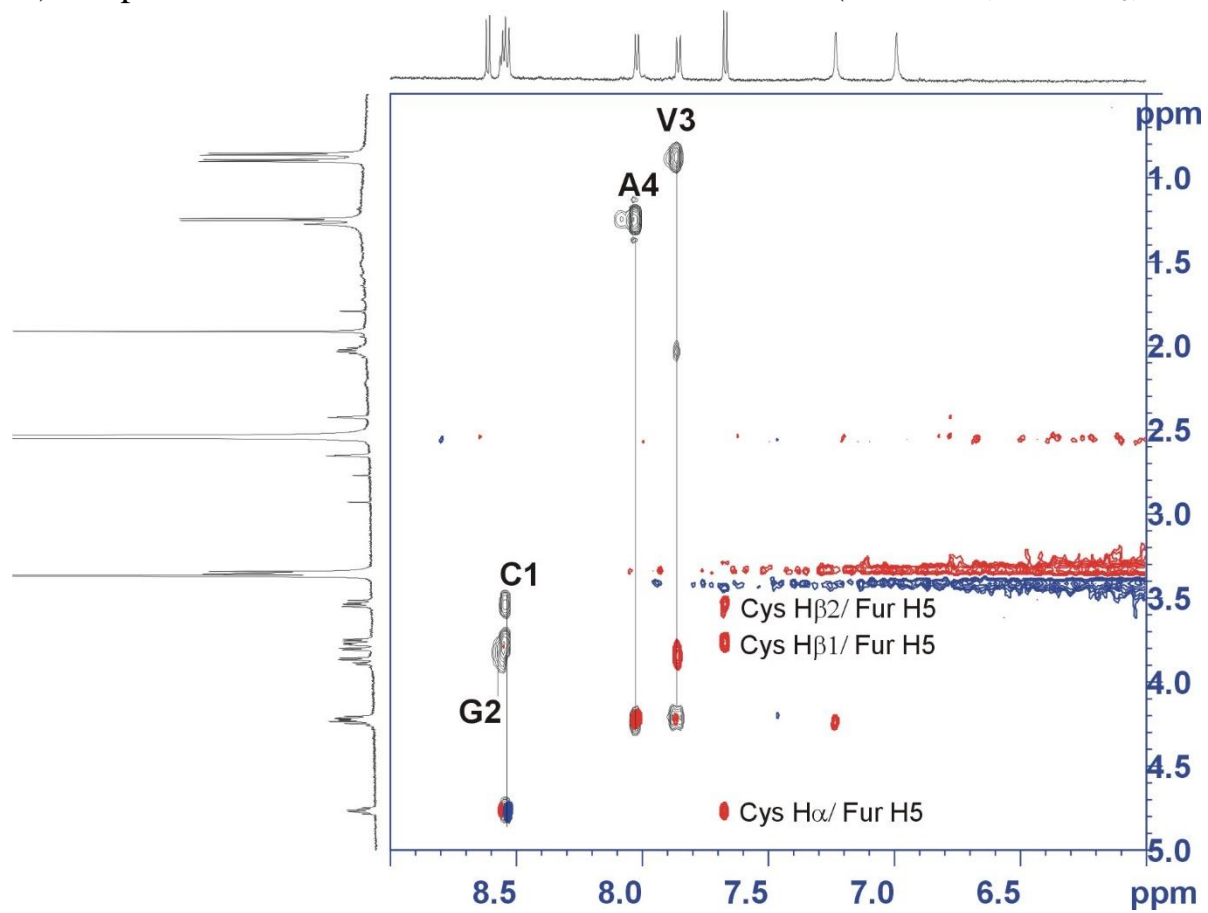 V3
ppm
A4
1.0
1.5
2.0
2.5
3.0
C1
3.5
Cys Hβ2/ Fur H5
Cys Hβ1/ Fur H5
4.0
G2
4.5
Cys Hα/ Fur H5
5.0
8.5 8.0 7.5 7.0 6.5 ppm